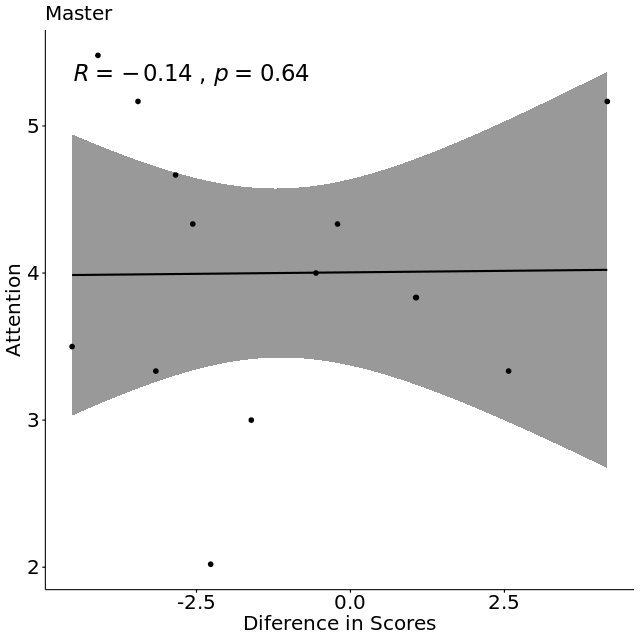 Master
R = −0.14 , p = 0.64
5
4
3
2
Attention
-2.5 0.0 2.5
Diference in Scores